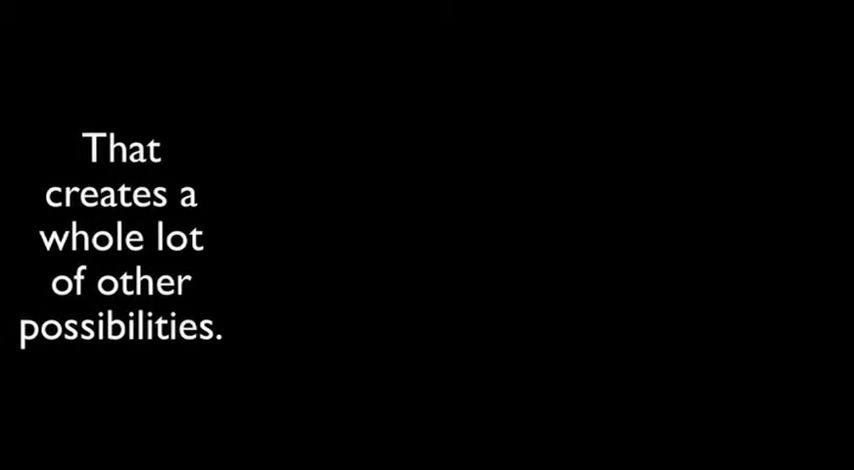 That
creates a
whole lot
of other
possibilities.